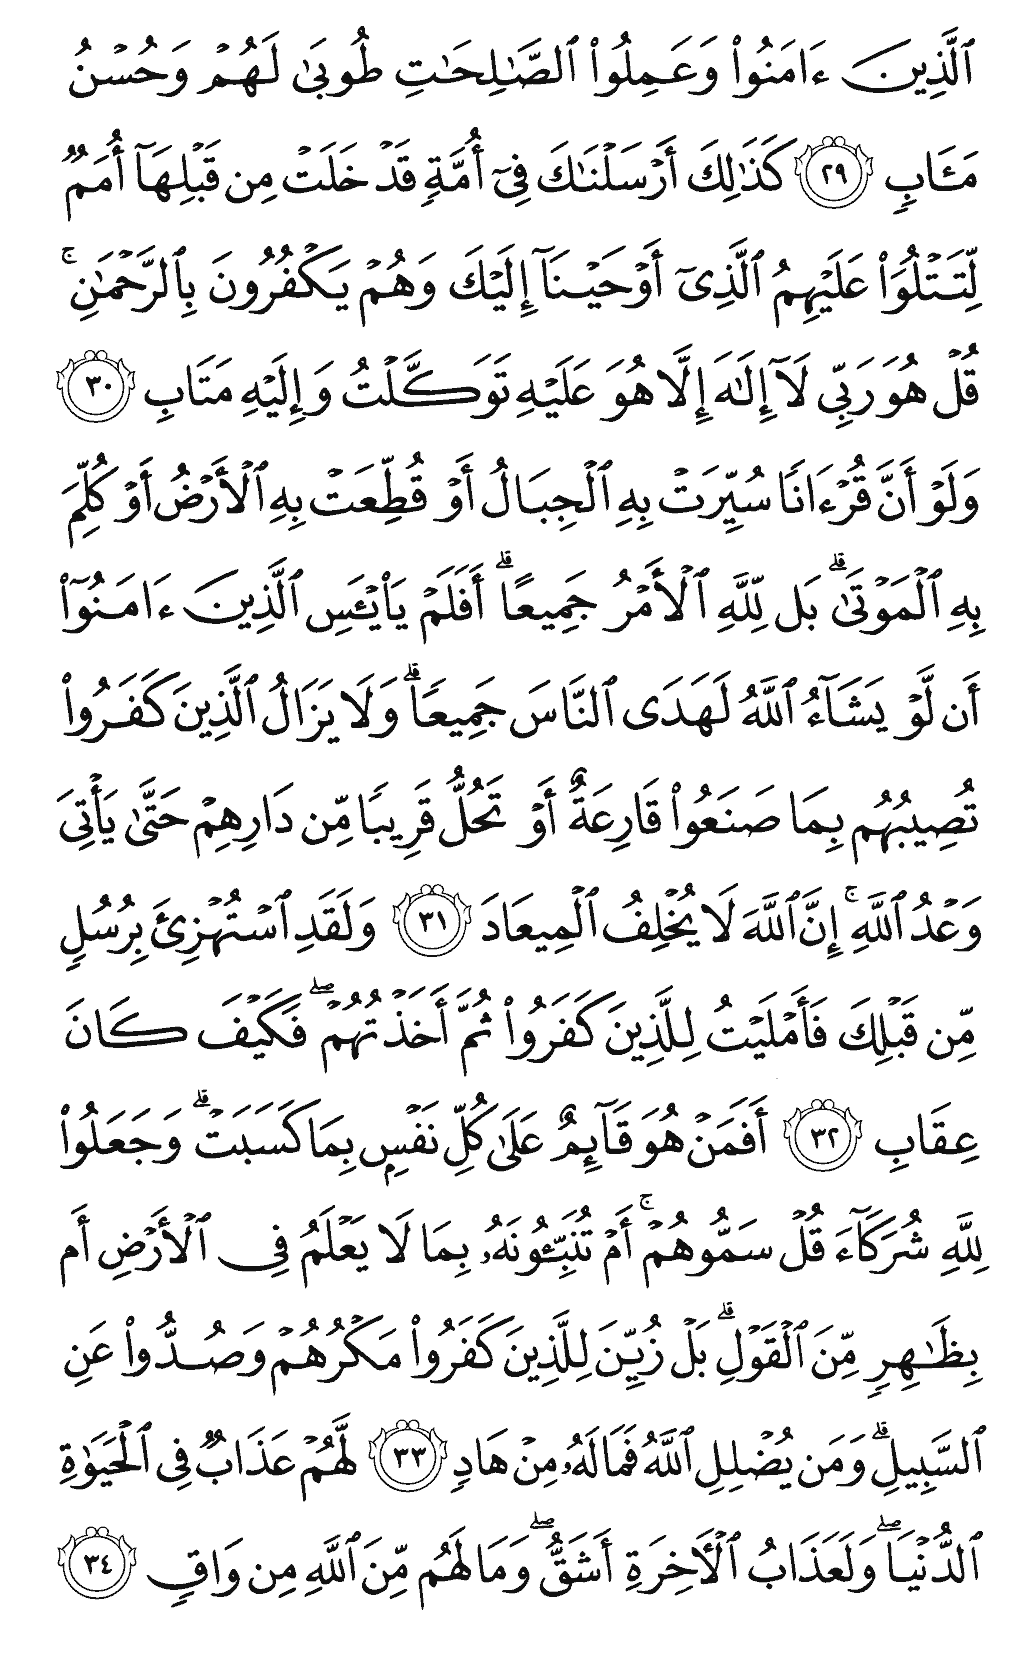 ٱلَّذِينَ ءَامَنُوا۟ وَعَمِلُوا۟ ٱلصَّـٰلِحَـٰتِ طُوبَىٰ لَهُمْ وَحُسْنُ
مَـَٔابٍۢ ٢٩ كَذَٰلِكَ أَرْسَلْنَـٰكَ فِىٓ أُمَّةٍۢ قَدْ خَلَتْ مِن قَبْلِهَآ أُمَمٌۭ
لِّتَتْلُوَا۟ عَلَيْهِمُ ٱلَّذِىٓ أَوْحَيْنَآ إِلَيْكَ وَهُمْ يَكْفُرُونَ بِٱلرَّحْمَـٰنِ ۚ
قُلْ هُوَ رَبِّى لَآ إِلَـٰهَ إِلَّا هُوَ عَلَيْهِ تَوَكَّلْتُ وَإِلَيْهِ مَتَابِ ٣٠
وَلَوْ أَنَّ قُرْءَانًۭا سُيِّرَتْ بِهِ ٱلْجِبَالُ أَوْ قُطِّعَتْ بِهِ ٱلْأَرْضُ أَوْ كُلِّمَ
بِهِ ٱلْمَوْتَىٰ ۗ بَل لِّلَّهِ ٱلْأَمْرُ جَمِيعًا ۗ أَفَلَمْ يَا۟يْـَٔسِ ٱلَّذِينَ ءَامَنُوٓا۟
أَن لَّوْ يَشَآءُ ٱللَّهُ لَهَدَى ٱلنَّاسَ جَمِيعًۭا ۗ وَلَا يَزَالُ ٱلَّذِينَ كَفَرُوا۟
تُصِيبُهُم بِمَا صَنَعُوا۟ قَارِعَةٌ أَوْ تَحُلُّ قَرِيبًۭا مِّن دَارِهِمْ حَتَّىٰ يَأْتِىَ
وَعْدُ ٱللَّهِ ۚ إِنَّ ٱللَّهَ لَا يُخْلِفُ ٱلْمِيعَادَ ٣١ وَلَقَدِ ٱسْتُهْزِئَ بِرُسُلٍۢ
مِّن قَبْلِكَ فَأَمْلَيْتُ لِلَّذِينَ كَفَرُوا۟ ثُمَّ أَخَذْتُهُمْ ۖ فَكَيْفَ كَانَ
عِقَابِ ٣٢ أَفَمَنْ هُوَ قَآئِمٌ عَلَىٰ كُلِّ نَفْسٍۭ بِمَا كَسَبَتْ ۗ وَجَعَلُوا۟
لِلَّهِ شُرَكَآءَ قُلْ سَمُّوهُمْ ۚ أَمْ تُنَبِّـُٔونَهُۥ بِمَا لَا يَعْلَمُ فِى ٱلْأَرْضِ أَم
بِظَـٰهِرٍۢ مِّنَ ٱلْقَوْلِ ۗ بَلْ زُيِّنَ لِلَّذِينَ كَفَرُوا۟ مَكْرُهُمْ وَصُدُّوا۟ عَنِ
ٱلسَّبِيلِ ۗ وَمَن يُضْلِلِ ٱللَّهُ فَمَا لَهُۥ مِنْ هَادٍۢ ٣٣ لَّهُمْ عَذَابٌۭ فِى ٱلْحَيَوٰةِ
ٱلدُّنْيَا ۖ وَلَعَذَابُ ٱلْـَٔاخِرَةِ أَشَقُّ ۖ وَمَا لَهُم مِّنَ ٱللَّهِ مِن وَاقٍۢ ٣٤